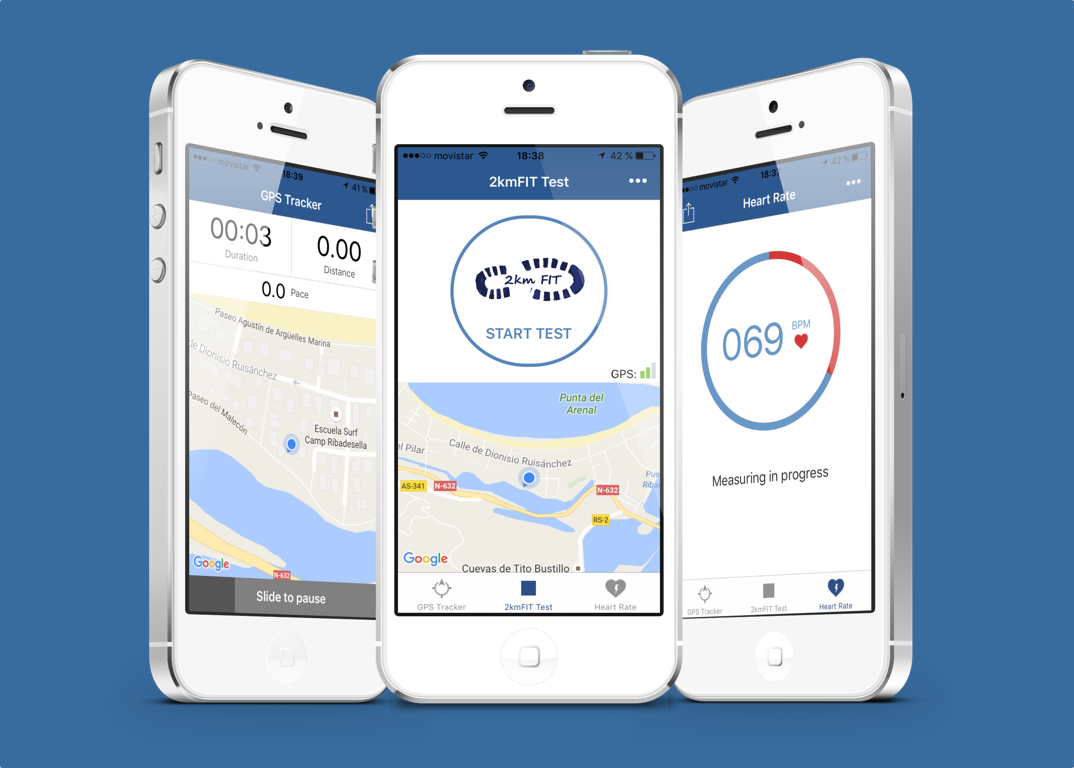 movistar
18:39
41 %
GPS Tracker
00:03
Duration
0.00
Distance
0.0 Pace
Paseo Agustín de Argüelles Marina
de Dionisio Ruisánchez
Paseo del Malecón
Escuela Surf
Camp Ribadesella
Google
N-632
Slide to pause
movistar
18:38
42 %
2kmFIT Test
2km FIT
START TEST
GPS:
Punta del
Arenal
el Pilar
Calle de Dionisio Ruisánchez
AS-341
N-632
N-632
RS-2
Google
Cuevas de Tito Bustillo
GPS Tracker
2kmFIT Test
Heart Rate
movistar
42 %
Heart Rate
069
BPM
Measuring in progress
GPS Tracker
2kmFIT Test
Heart Rate